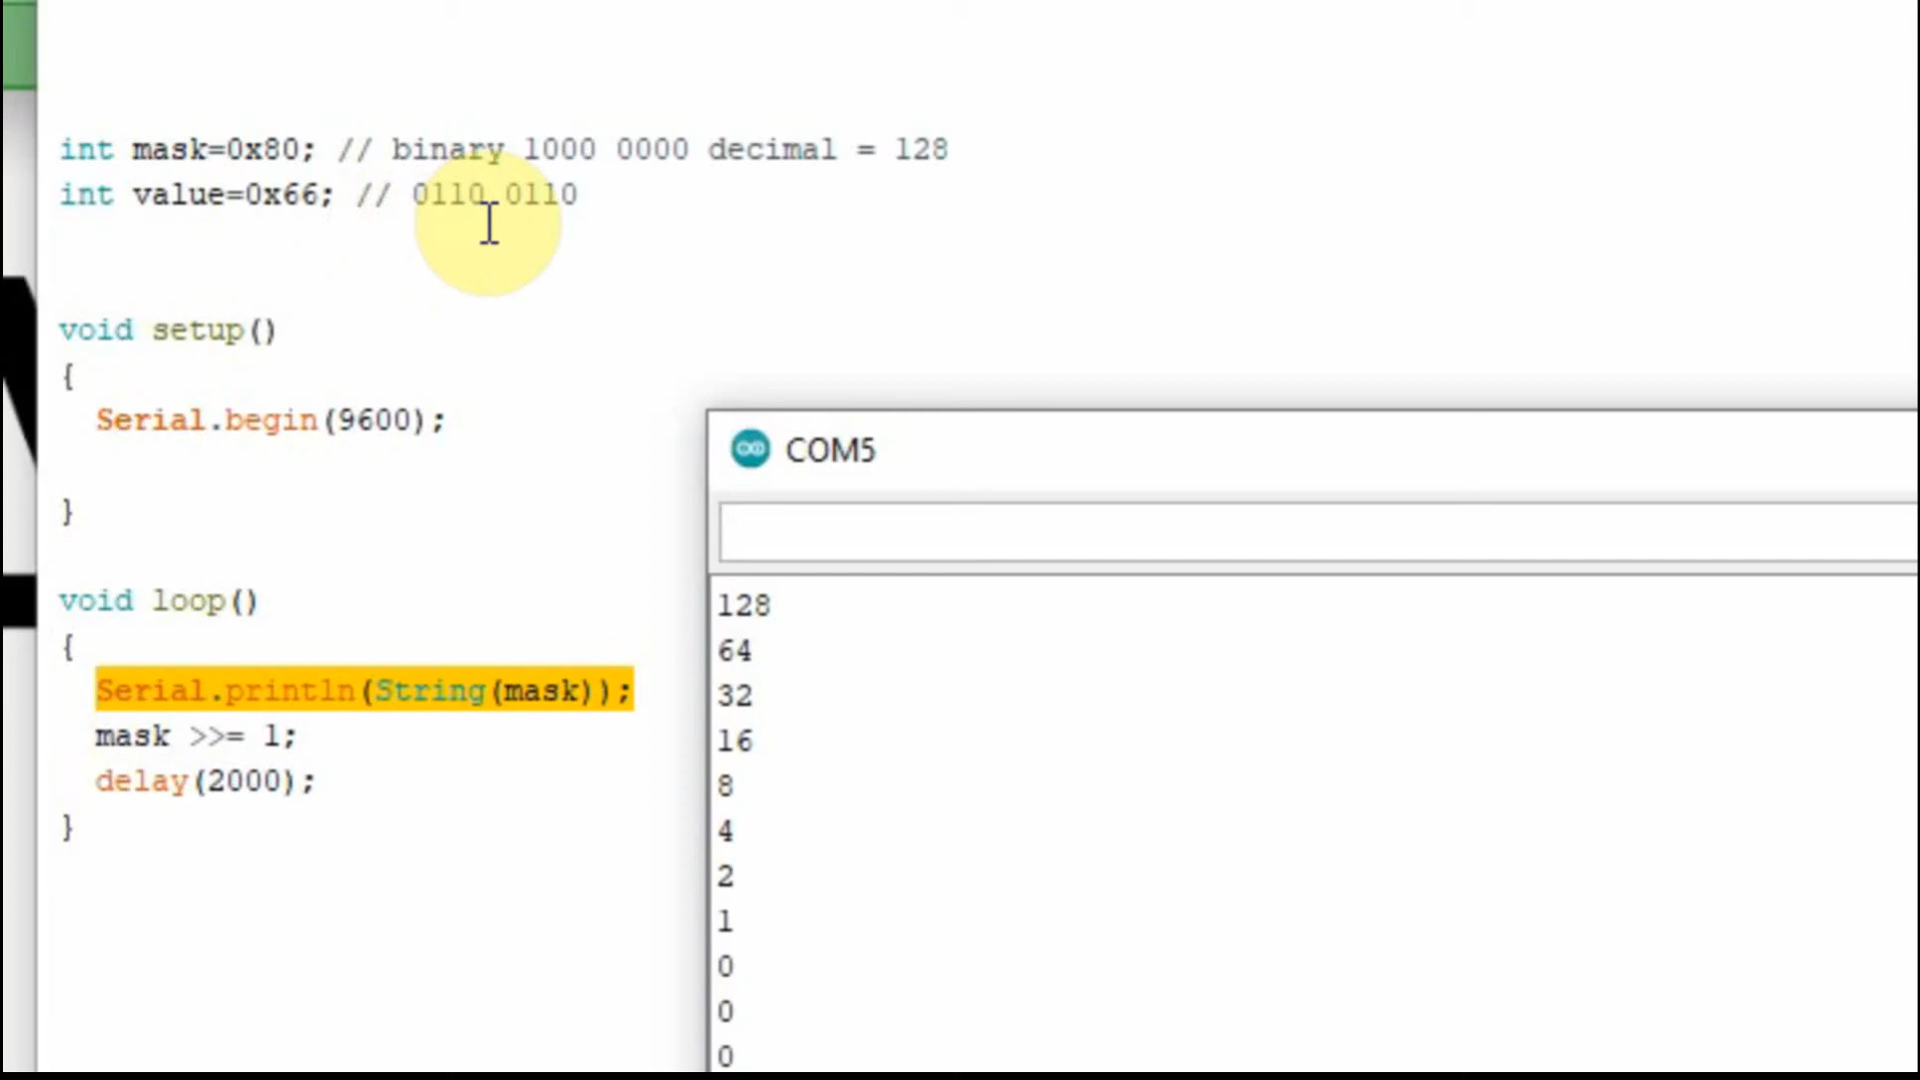 int mask=0x80; // binary 1000 0000 decimal = 128
int value=0x66; // 0110 0110
void setup()
{
Serial.begin(9600);
}
void loop()
{
Serial.println(String(mask));
mask >>= 1;
delay(2000);
}
COM5
128
64
32
16
8
4
2
1
0
0
0